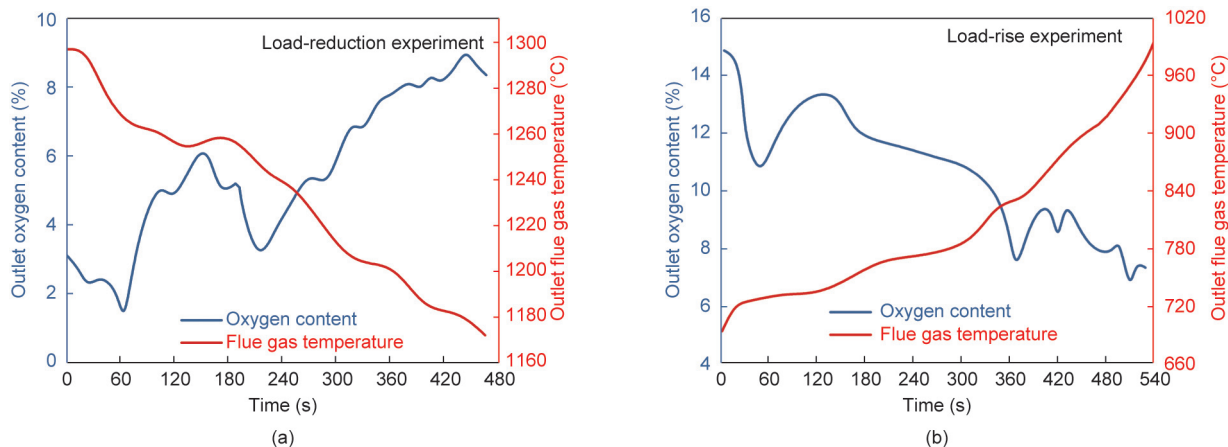 Load-reduction experiment
Outlet oxygen content (%)
10
8
6
4
2
0
Outlet flue gas temperature (°C)
1300
1280
1260
1240
1220
1200
1180
1160
Oxygen content
Flue gas temperature
0 60 120 180 240 300 360 420 480
Time (s)
(a)
Load-rise experiment
Outlet oxygen content (%)
16
14
12
10
8
6
4
Outlet flue gas temperature (°C)
1020
960
900
840
780
720
660
Oxygen content
Flue gas temperature
0 60 120 180 240 300 360 420 480 540
Time (s)
(b)